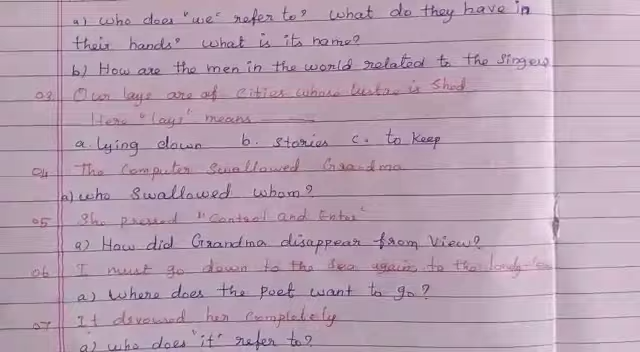 a) who does "we" refer to? what do they have in
their hands? what is its name?
b) How are the men in the world related to the singers
03 Our lays are of cities whose lustre is shed
Here "lays" means
a. lying down b. stories c. to keep
04 The Computer Swallowed Grandma
a) who swallowed whom?
05 She pressed "Control and Enter"
a) How did Grandma disappear from view?
06 I must go down to the sea again to the lonely
a) where does the poet want to go?
07 It devoured her completely
a) who does "it" refer to?